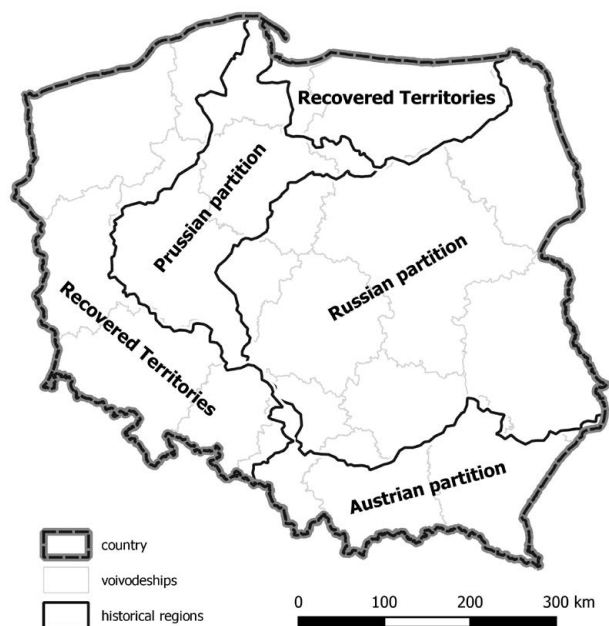 Recovered Territories
Prussian partition
Russian partition
Recovered Territories
Austrian partition
country
voivodeships
historical regions
0 100 200 300 km